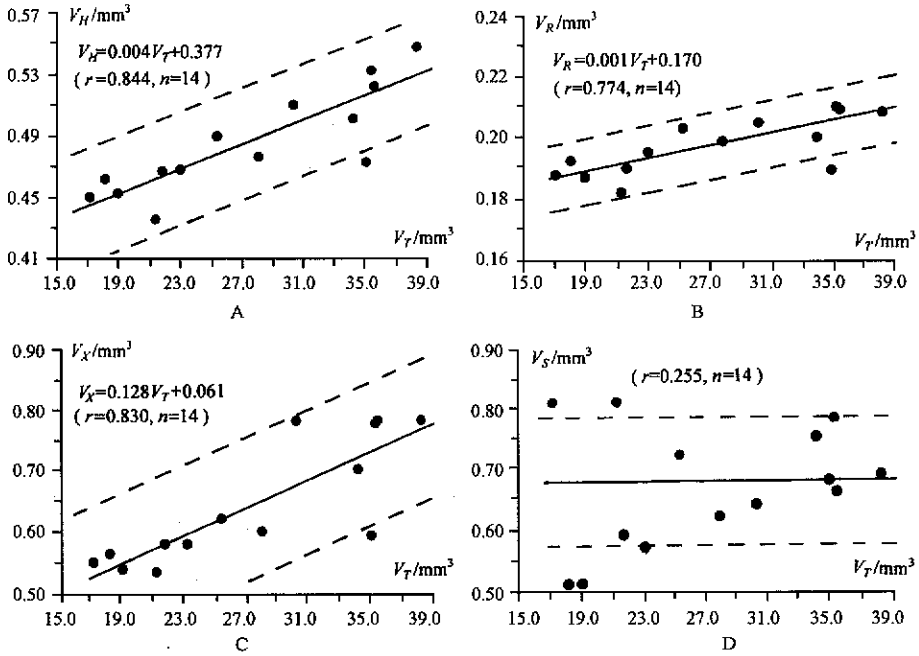 0.57
V_H/mm³
V_H=0.004V_T+0.377
( r=0.844, n=14 )
0.53
0.49
0.45
0.41
V_T/mm³
15.0 19.0 23.0 27.0 31.0 35.0 39.0
A
0.24
V_R/mm³
V_R=0.001V_T+0.170
(r=0.774, n=14)
0.22
0.20
0.18
0.16
V_T/mm³
15.0 19.0 23.0 27.0 31.0 35.0 39.0
B
0.90
V_X/mm³
V_X=0.128V_T+0.061
(r=0.830, n=14 )
0.80
0.70
0.60
0.50
V_T/mm³
15.0 19.0 23.0 27.0 31.0 35.0 39.0
C
0.90
V_S/mm³
( r=0.255, n=14 )
0.80
0.70
0.60
0.50
V_T/mm³
15.0 19.0 23.0 27.0 31.0 35.0 39.0
D